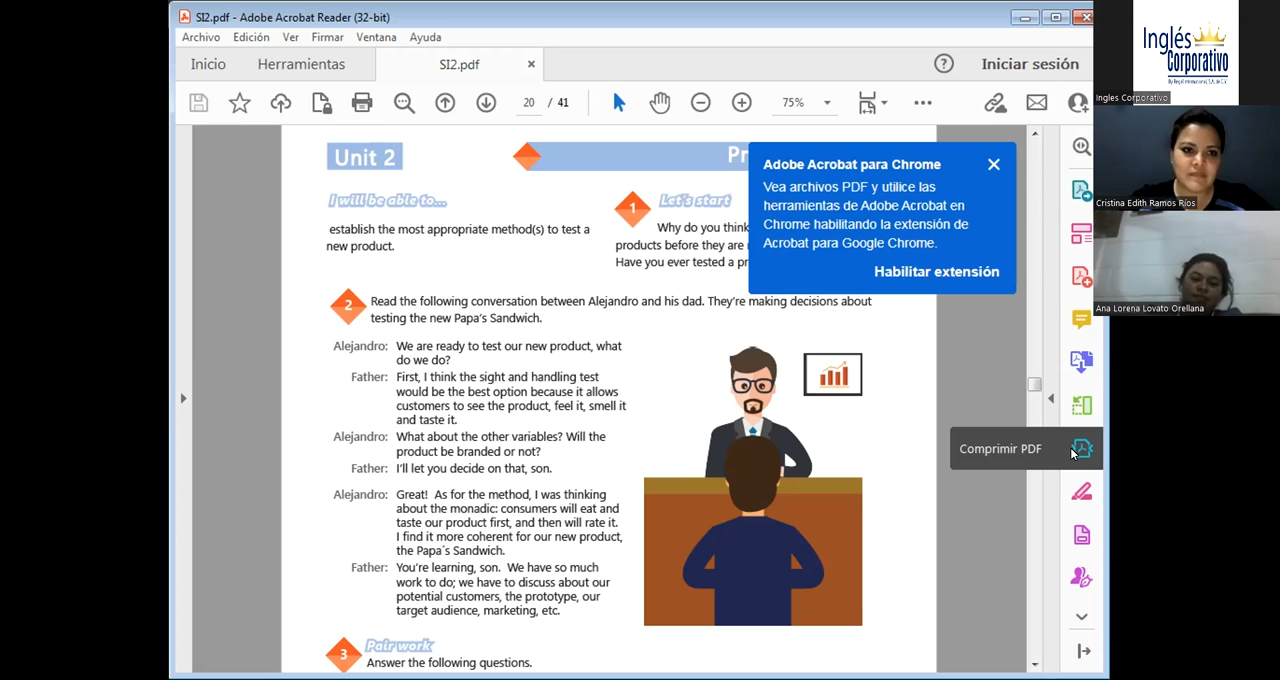 SI2.pdf - Adobe Acrobat Reader (32-bit)
Archivo Edición Ver Firmar Ventana Ayuda
Inicio Herramientas SI2.pdf × ? Iniciar sesión
20 / 41 75%
Unit 2
Pr
I will be able to...
establish the most appropriate method(s) to test a
new product.
1 Let's start
Why do you think
products before they are
Have you ever tested a pr
Adobe Acrobat para Chrome
Vea archivos PDF y utilice las
herramientas de Adobe Acrobat en
Chrome habilitando la extensión de
Acrobat para Google Chrome.
Habilitar extensión
2 Read the following conversation between Alejandro and his dad. They're making decisions about
testing the new Papa's Sandwich.
Alejandro: We are ready to test our new product, what
do we do?
Father: First, I think the sight and handling test
would be the best option because it allows
customers to see the product, feel it, smell it
and taste it.
Alejandro: What about the other variables? Will the
product be branded or not?
Father: I'll let you decide on that, son.
Alejandro: Great! As for the method, I was thinking
about the monadic: consumers will eat and
taste our product first, and then will rate it.
I find it more coherent for our new product,
the Papa´s Sandwich.
Father: You're learning, son. We have so much
work to do; we have to discuss about our
potential customers, the prototype, our
target audience, marketing, etc.
3 Pair work
Answer the following questions.
Comprimir PDF
Inglés
Corporativo
Ingles Corporativo
Cristina Edith Ramos Ríos
Ana Lorena Lovato Orellana